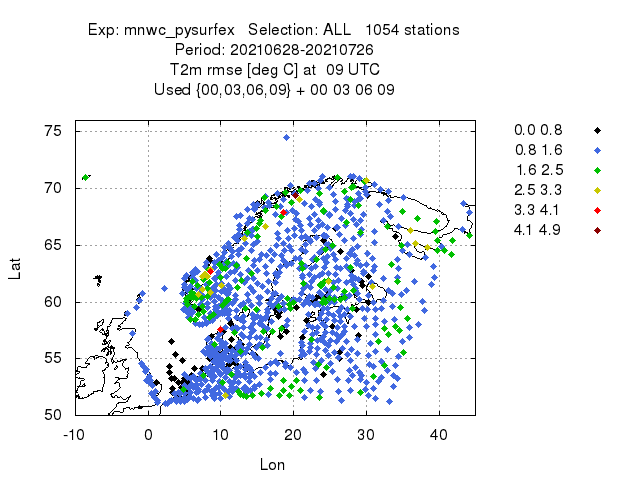 Exp: mnwc_pysurfex   Selection: ALL   1054 stations
Period: 20210628-20210726
T2m rmse [deg C] at  09 UTC
Used {00,03,06,09} + 00 03 06 09
0.0 0.8
0.8 1.6
1.6 2.5
2.5 3.3
3.3 4.1
4.1 4.9
75
70
65
60
55
50
Lat
-10 0 10 20 30 40
Lon